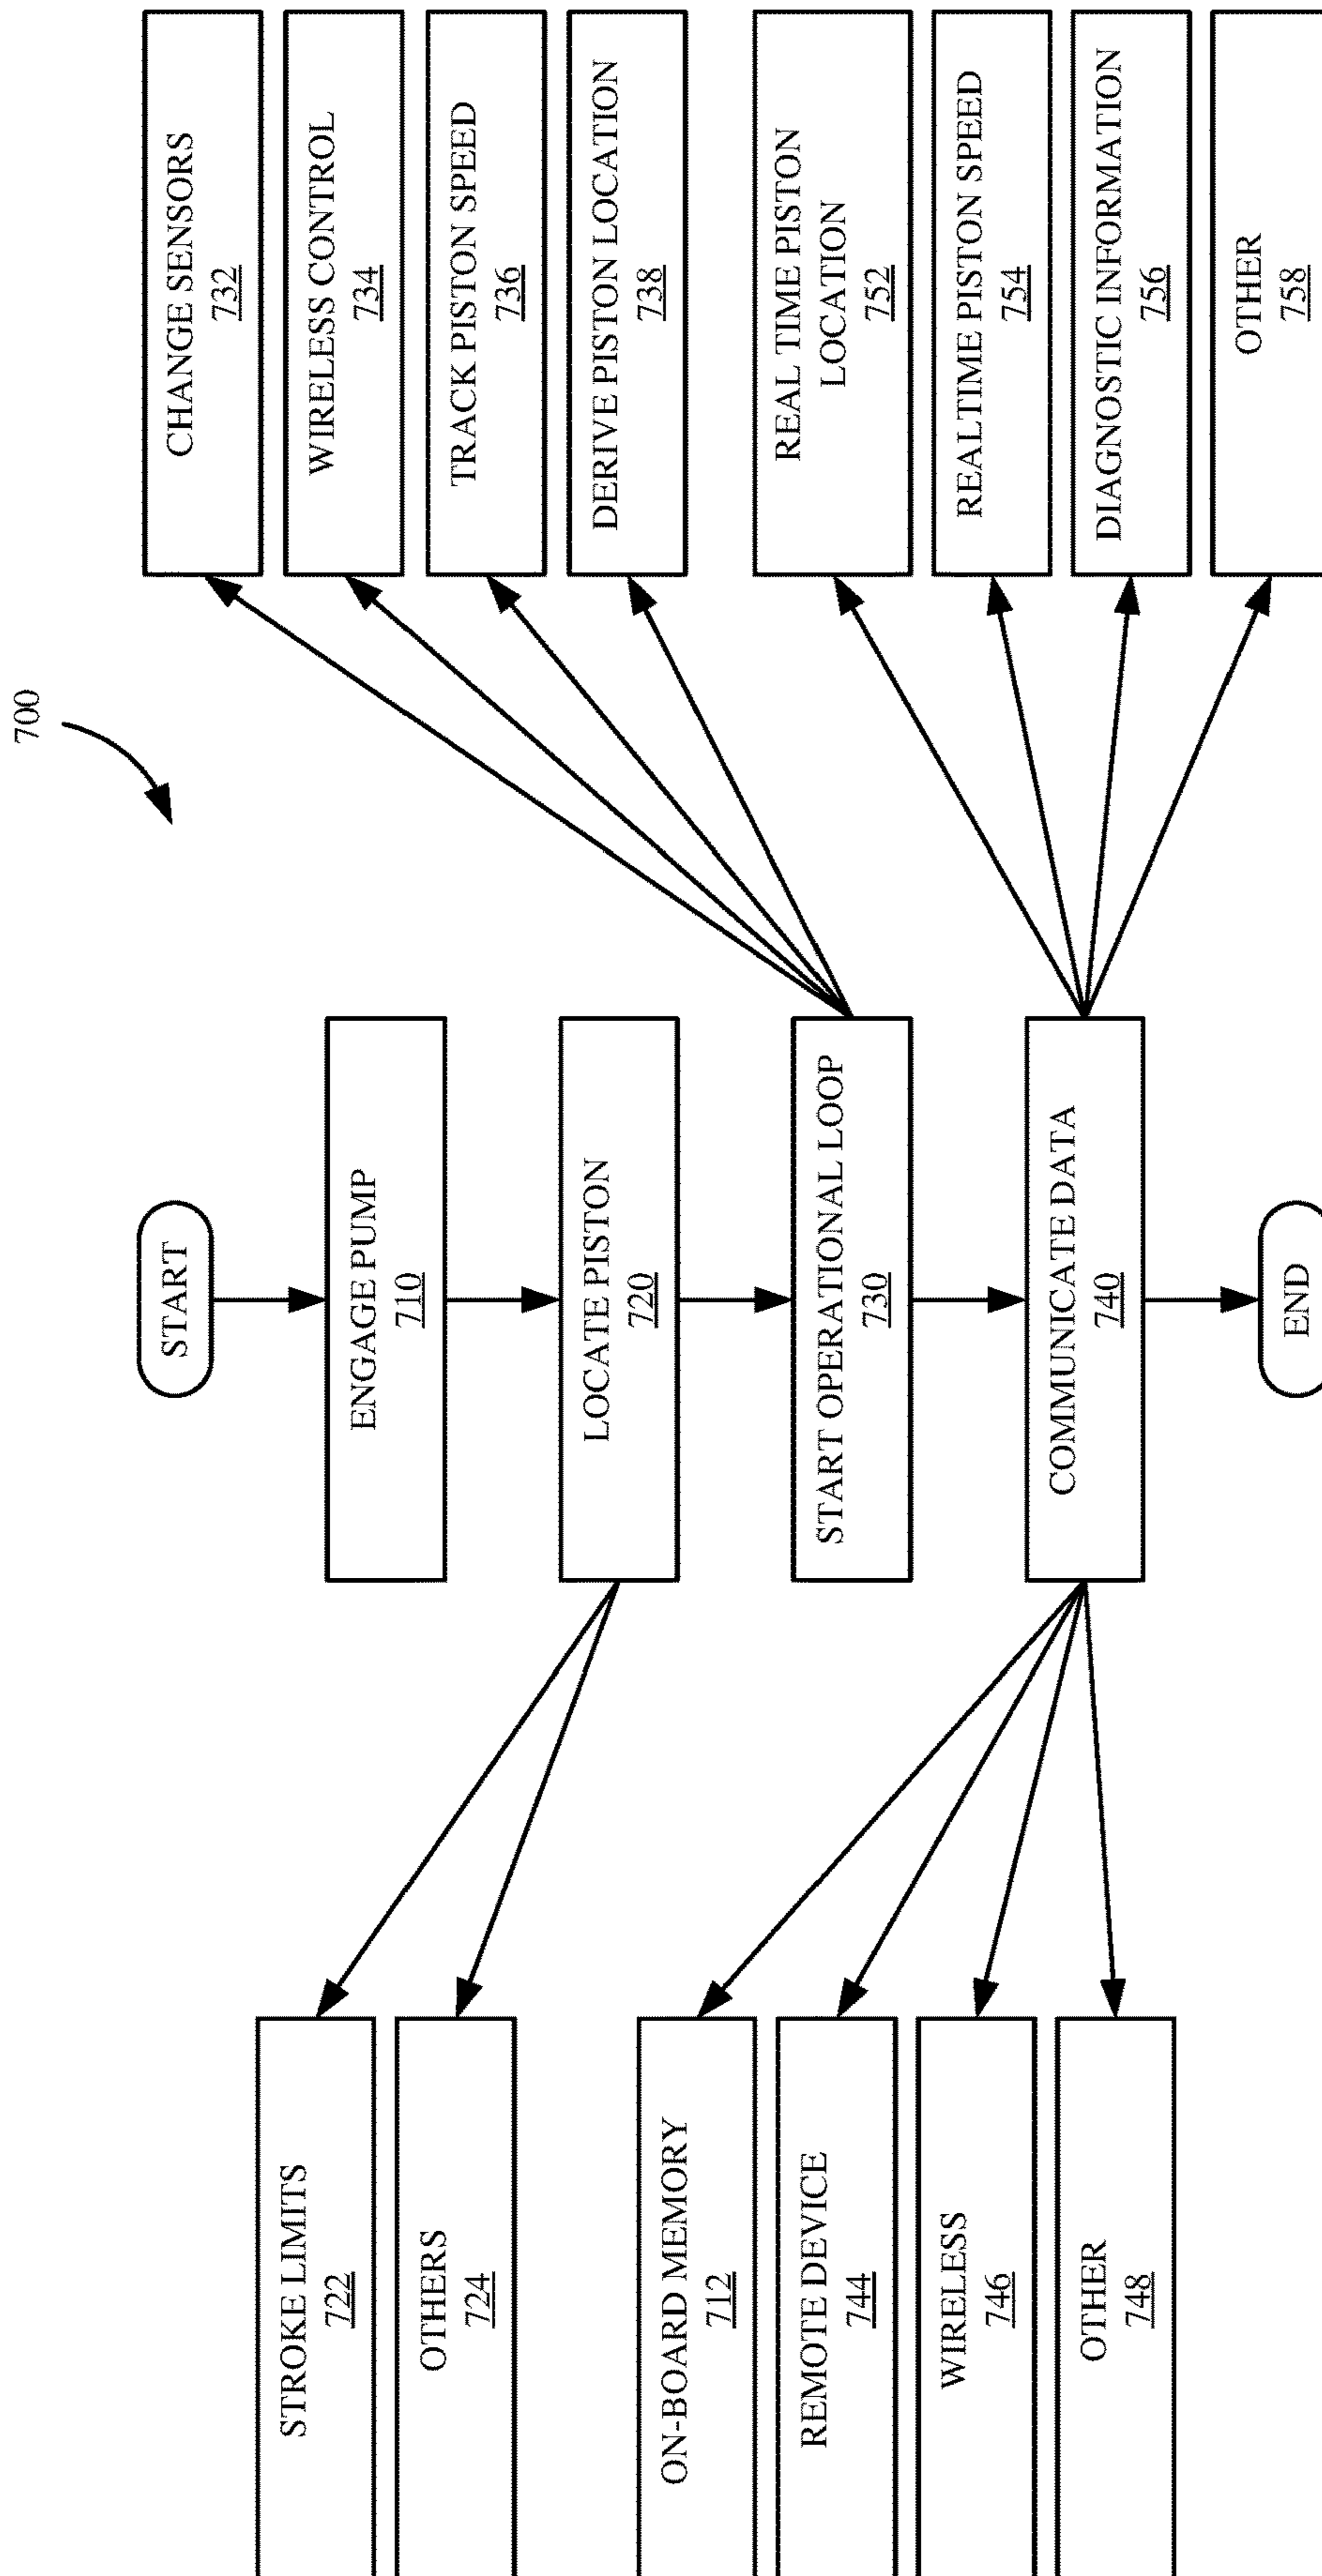 700
START
ENGAGE PUMP
710
LOCATE PISTON
720
START OPERATIONAL LOOP
730
COMMUNICATE DATA
740
END
STROKE LIMITS
722
OTHERS
724
ON-BOARD MEMORY
712
REMOTE DEVICE
744
WIRELESS
746
OTHER
748
CHANGE SENSORS
732
WIRELESS CONTROL
734
TRACK PISTON SPEED
736
DERIVE PISTON LOCATION
738
REAL TIME PISTON
LOCATION
752
REALTIME PISTON SPEED
754
DIAGNOSTIC INFORMATION
756
OTHER
758